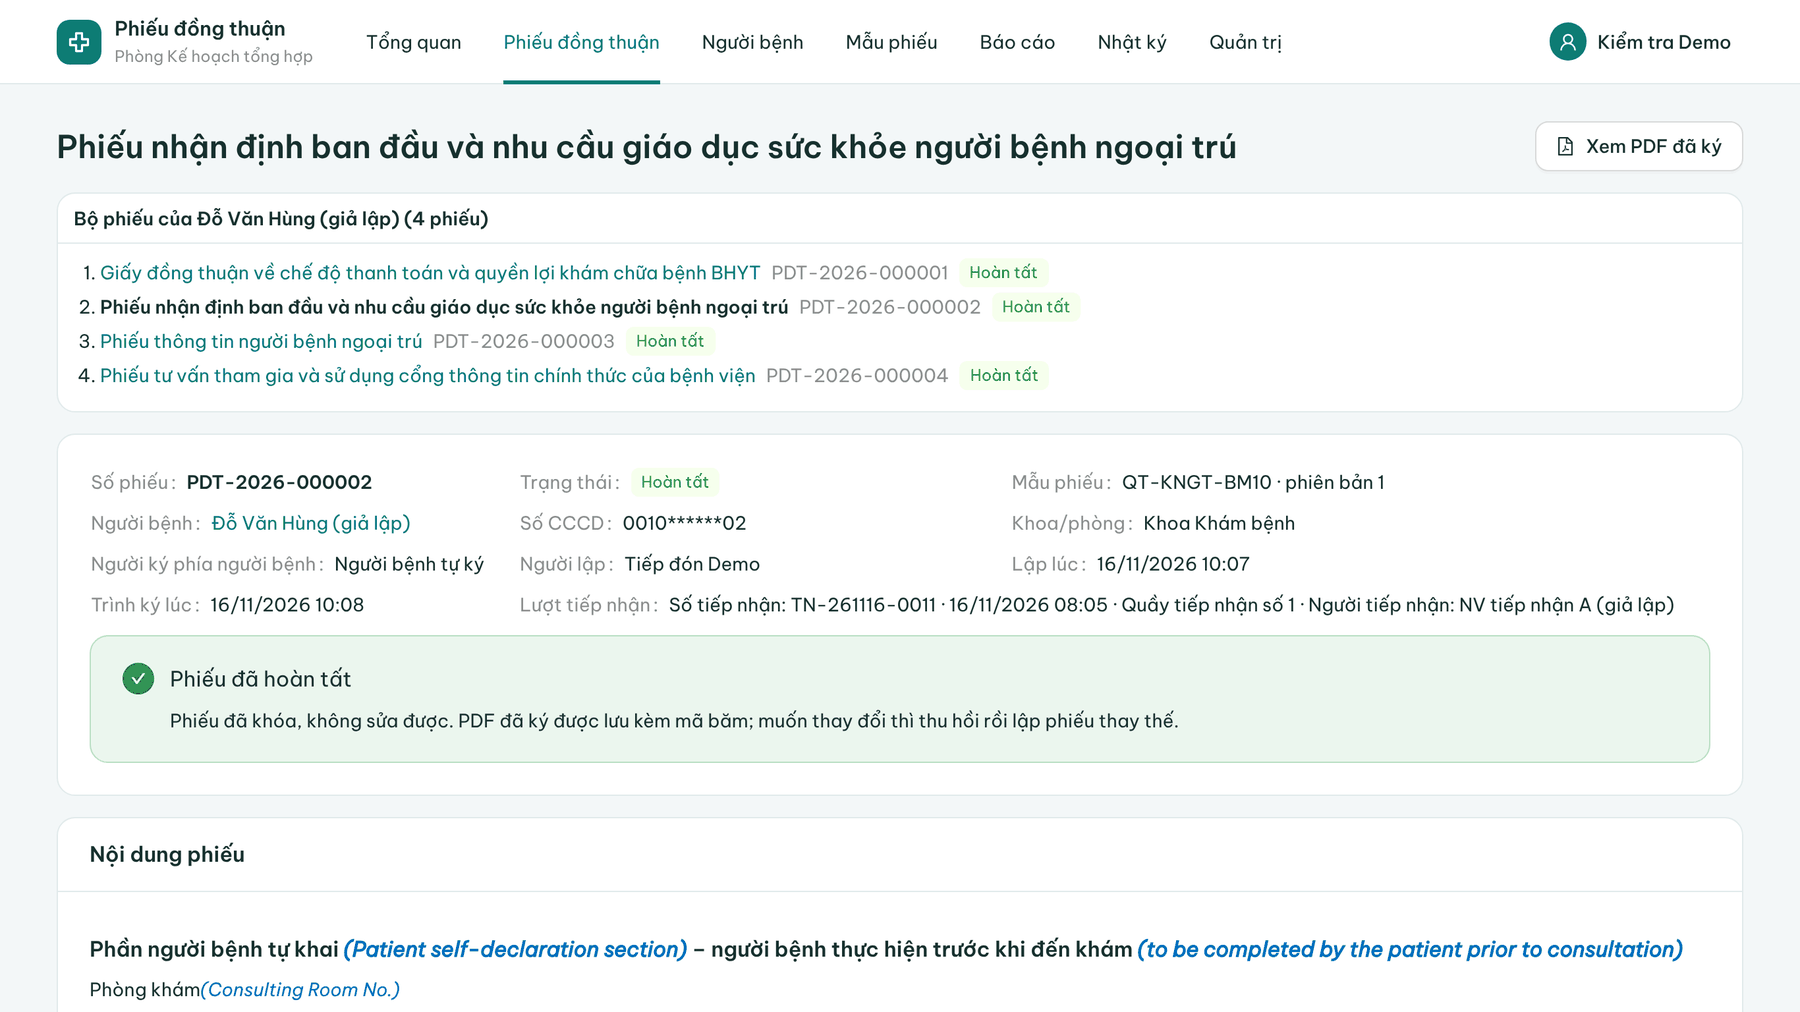 Phiếu đồng thuận
Phòng Kế hoạch tổng hợp
Tổng quan
Phiếu đồng thuận
Người bệnh
Mẫu phiếu
Báo cáo
Nhật ký
Quản trị
Kiểm tra Demo
Phiếu nhận định ban đầu và nhu cầu giáo dục sức khỏe người bệnh ngoại trú
Xem PDF đã ký
Bộ phiếu của Đỗ Văn Hùng (giả lập) (4 phiếu)
1. Giấy đồng thuận về chế độ thanh toán và quyền lợi khám chữa bệnh BHYT PDT-2026-000001 Hoàn tất
2. Phiếu nhận định ban đầu và nhu cầu giáo dục sức khỏe người bệnh ngoại trú PDT-2026-000002 Hoàn tất
3. Phiếu thông tin người bệnh ngoại trú PDT-2026-000003 Hoàn tất
4. Phiếu tư vấn tham gia và sử dụng cổng thông tin chính thức của bệnh viện PDT-2026-000004 Hoàn tất
Số phiếu: PDT-2026-000002 Trạng thái: Hoàn tất Mẫu phiếu: QT-KNGT-BM10 · phiên bản 1
Người bệnh: Đỗ Văn Hùng (giả lập) Số CCCD: 0010******02 Khoa/phòng: Khoa Khám bệnh
Người ký phía người bệnh: Người bệnh tự ký Người lập: Tiếp đón Demo Lập lúc: 16/11/2026 10:07
Trình ký lúc: 16/11/2026 10:08 Lượt tiếp nhận: Số tiếp nhận: TN-261116-0011 · 16/11/2026 08:05 · Quầy tiếp nhận số 1 · Người tiếp nhận: NV tiếp nhận A (giả lập)
Phiếu đã hoàn tất
Phiếu đã khóa, không sửa được. PDF đã ký được lưu kèm mã băm; muốn thay đổi thì thu hồi rồi lập phiếu thay thế.
Nội dung phiếu
Phần người bệnh tự khai (Patient self-declaration section) – người bệnh thực hiện trước khi đến khám (to be completed by the patient prior to consultation)
Phòng khám(Consulting Room No.)